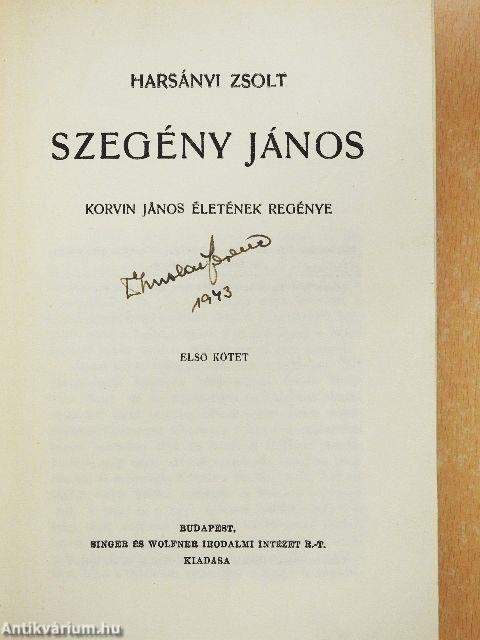 HARSÁNYI ZSOLT
SZEGÉNY JÁNOS
KORVIN JÁNOS ÉLETÉNEK REGÉNYE
1943
ELSŐ KÖTET
BUDAPEST,
SINGER ÉS WOLFNER IRODALMI INTÉZET R.-T.
KIADÁSA
Antikvárium.hu